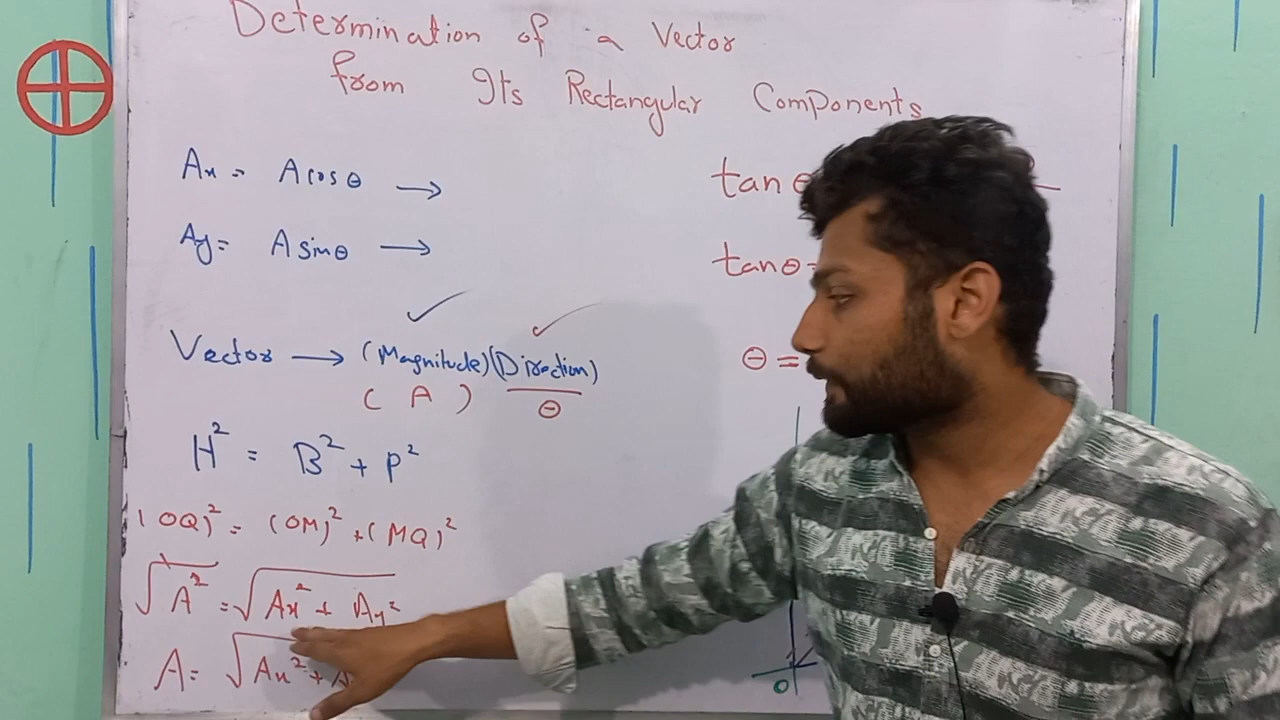 Determination of a Vector
from Its Rectangular Components
Ax = A cos θ →
Ay = A sin θ →
Vector → (Magnitude)(Direction)
( A ) θ
H² = B² + P²
(OQ)² = (OM)² + (MQ)²
√A² = √Ax² + Ay²
A = √Ax² + A
tan θ
tan θ =
θ =
O